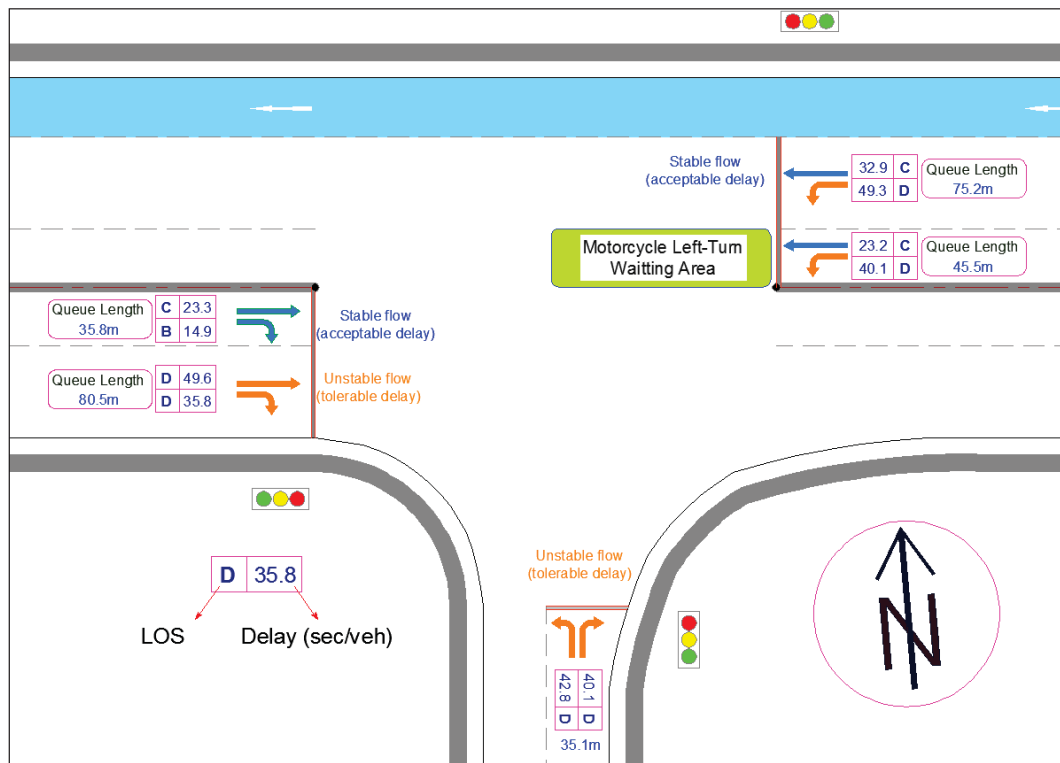 Stable flow
(acceptable delay)
32.9 C
49.3 D
Queue Length
75.2m
Motorcycle Left-Turn
Waitting Area
23.2 C
40.1 D
Queue Length
45.5m
Queue Length
35.8m
C 23.3
B 14.9
Stable flow
(acceptable delay)
Queue Length
80.5m
D 49.6
D 35.8
Unstable flow
(tolerable delay)
D 35.8
LOS
Delay (sec/veh)
Unstable flow
(tolerable delay)
42.8 D
40.1 D
35.1m
N